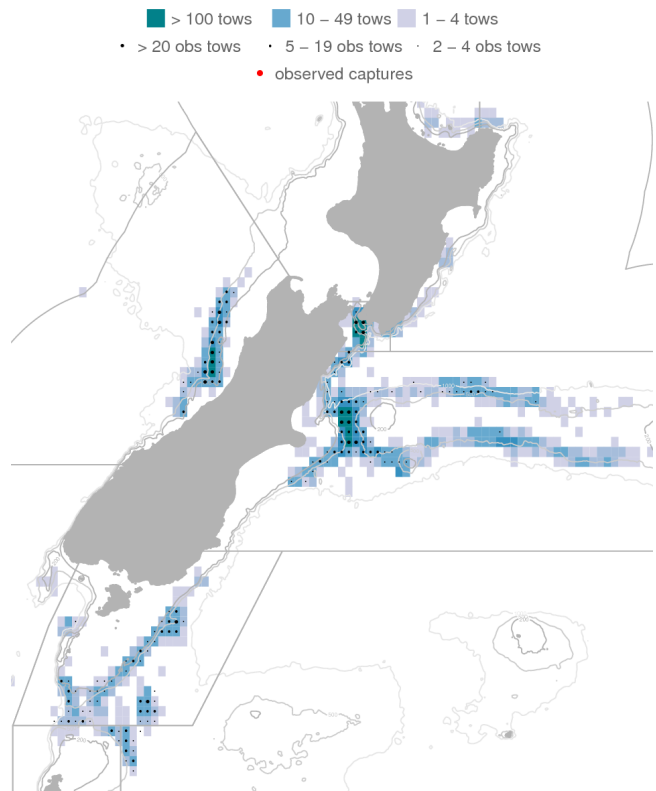 > 100 tows 10 − 49 tows 1 − 4 tows
> 20 obs tows 5 − 19 obs tows 2 − 4 obs tows
observed captures